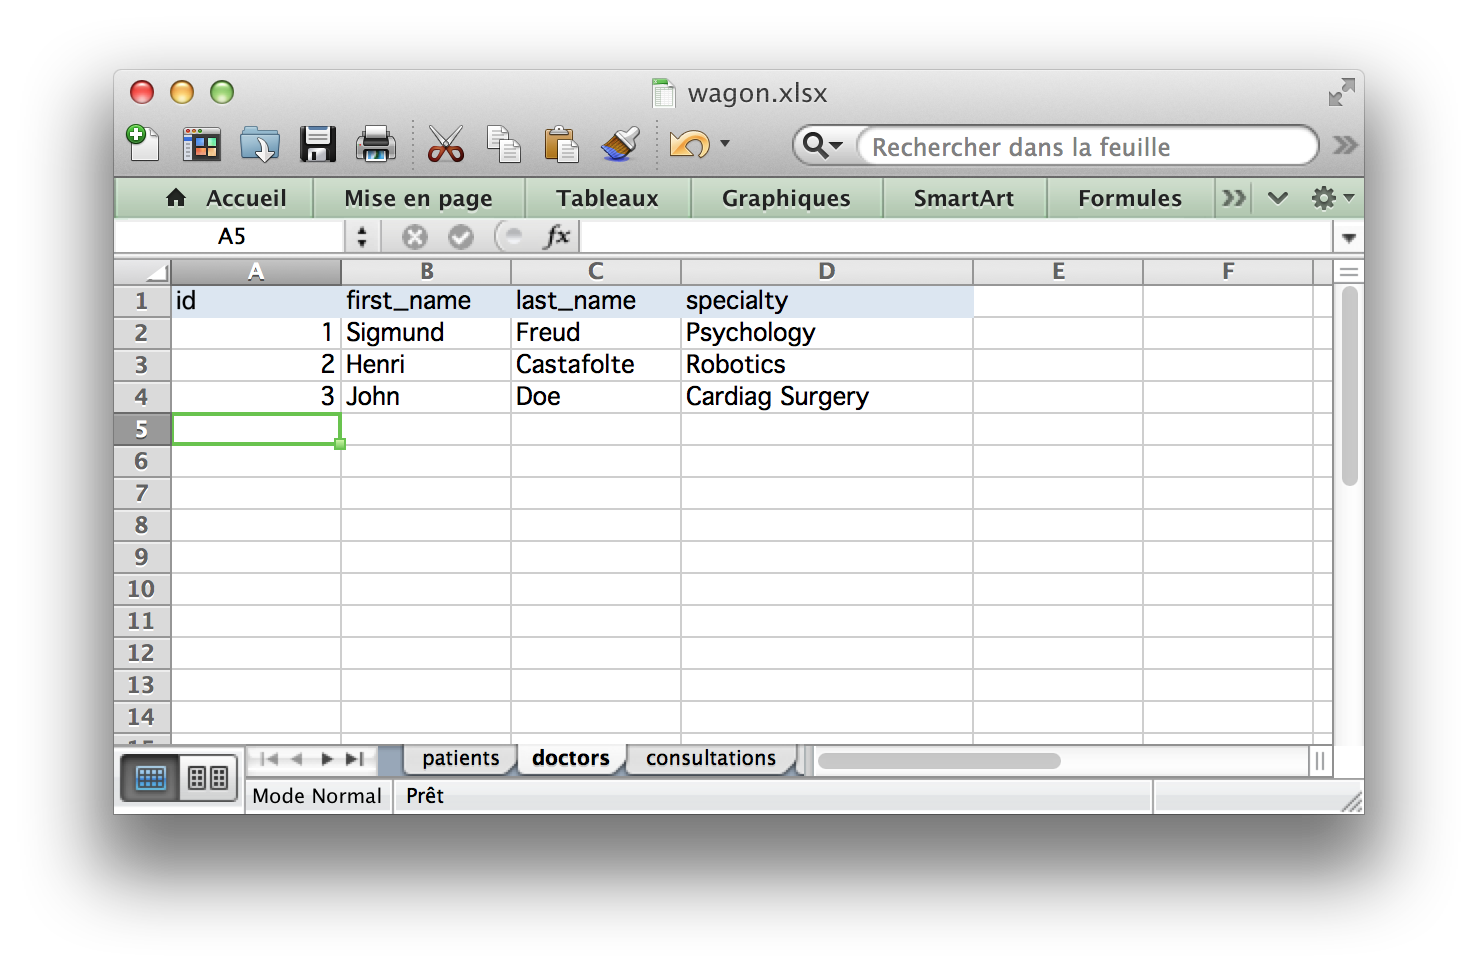 wagon.xlsx
Rechercher dans la feuille
Accueil Mise en page Tableaux Graphiques SmartArt Formules
A5 fx
A B C D E F
1 id first_name last_name specialty
2 1 Sigmund Freud Psychology
3 2 Henri Castafolte Robotics
4 3 John Doe Cardiag Surgery
5
6
7
8
9
10
11
12
13
14
15
patients doctors consultations
Mode Normal Prêt